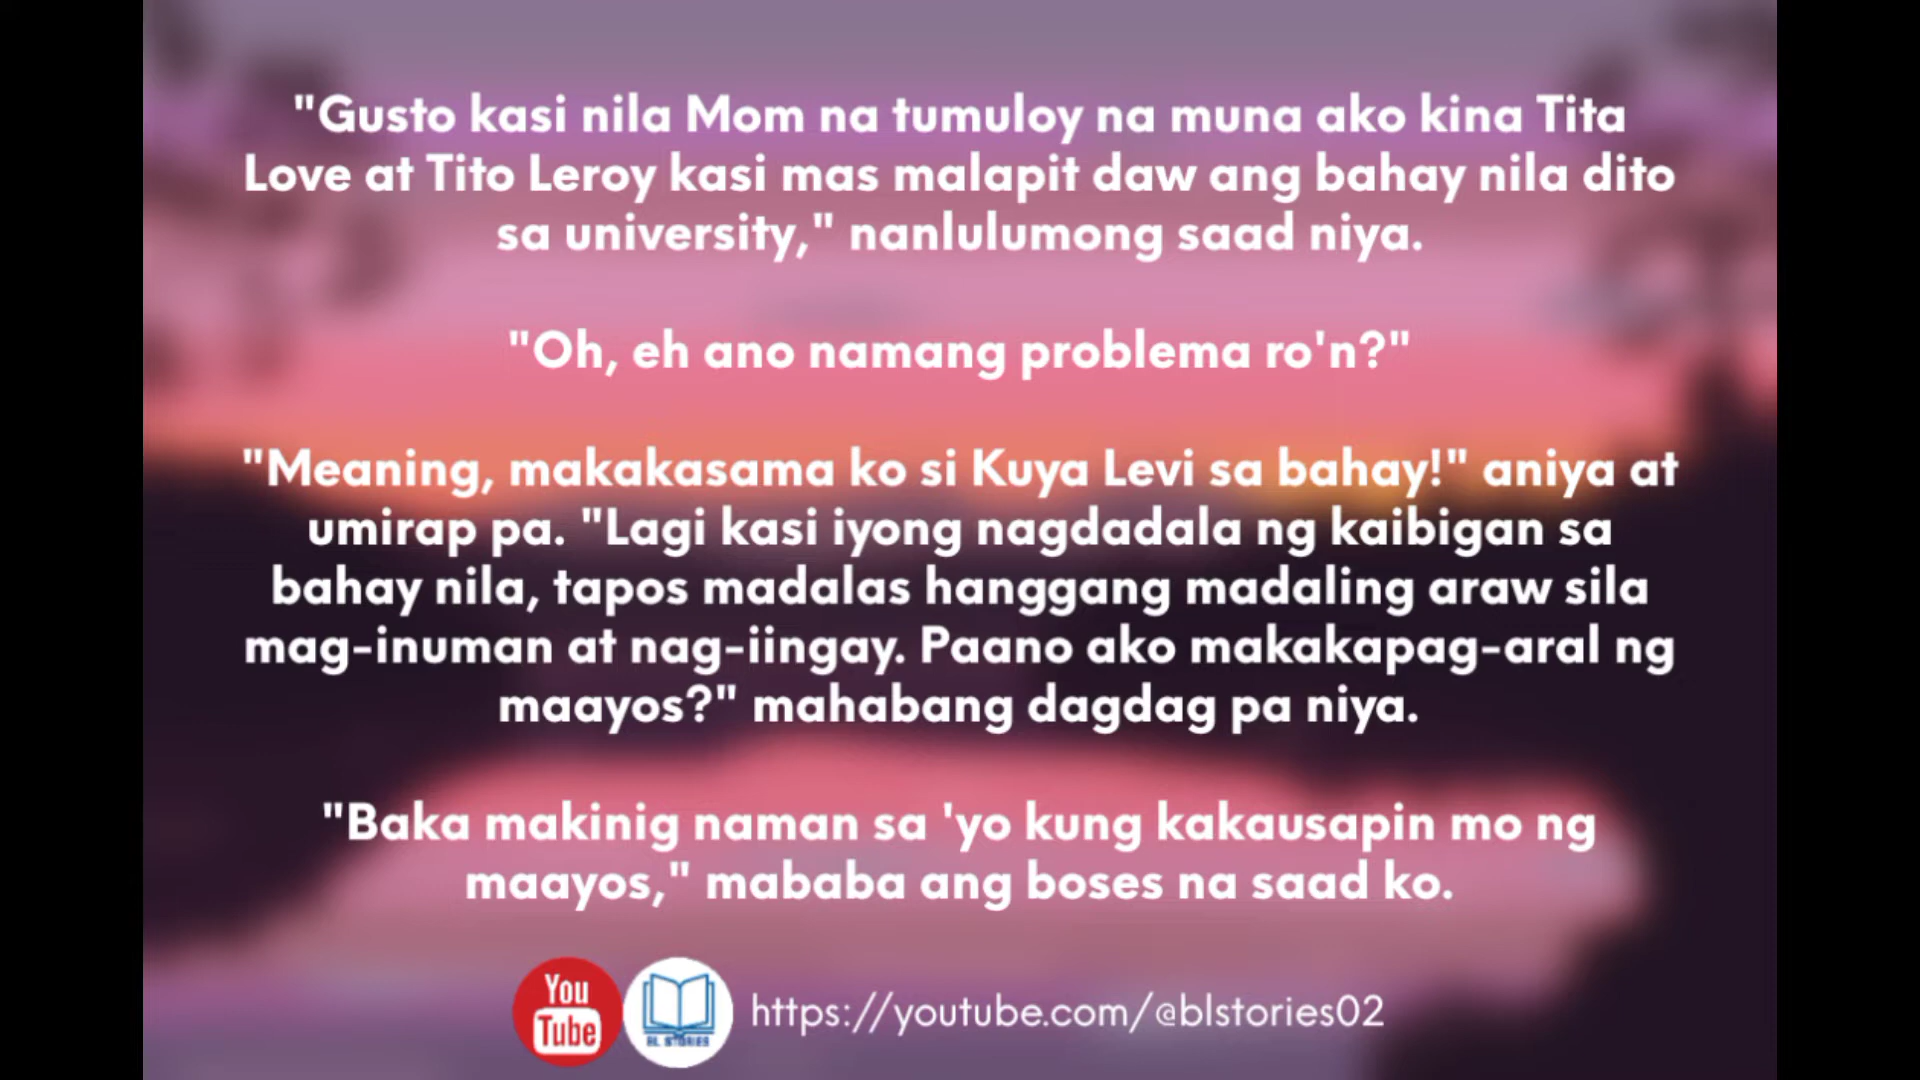 "Gusto kasi nila Mom na tumuloy na muna ako kina Tita
Love at Tito Leroy kasi mas malapit daw ang bahay nila dito
sa university," nanlulumong saad niya.
"Oh, eh ano namang problema ro'n?"
"Meaning, makakasama ko si Kuya Levi sa bahay!" aniya at
umirap pa. "Lagi kasi iyong nagdadala ng kaibigan sa
bahay nila, tapos madalas hanggang madaling araw sila
mag-inuman at nag-iingay. Paano ako makakapag-aral ng
maayos?" mahabang dagdag pa niya.
"Baka makinig naman sa 'yo kung kakausapin mo ng
maayos," mababa ang boses na saad ko.
You
Tube
BL STORIES
https://youtube.com/@blstories02